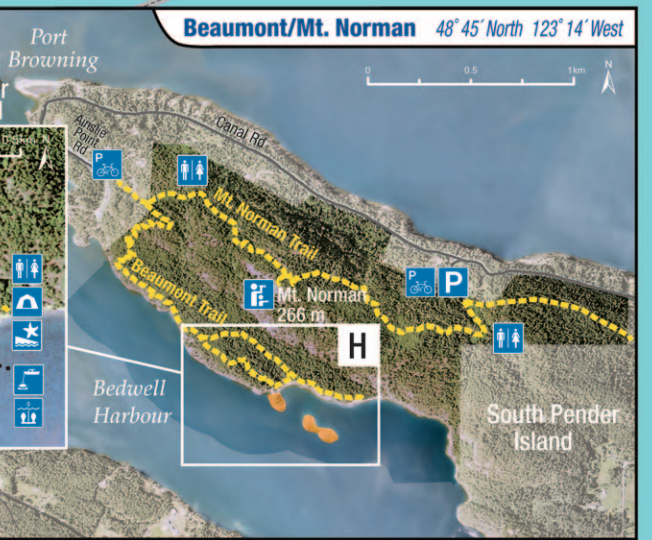 Beaumont/Mt. Norman 48˚ 45´ North 123˚ 14´ West
Port
Browning
0 0.5 1km
N
Canal Rd.
Ainslie
Point
Rd
P
Mt. Norman Trail
Beaumont Trail
P
P
Mt. Norman
266 m
H
Bedwell
Harbour
South Pender
Island